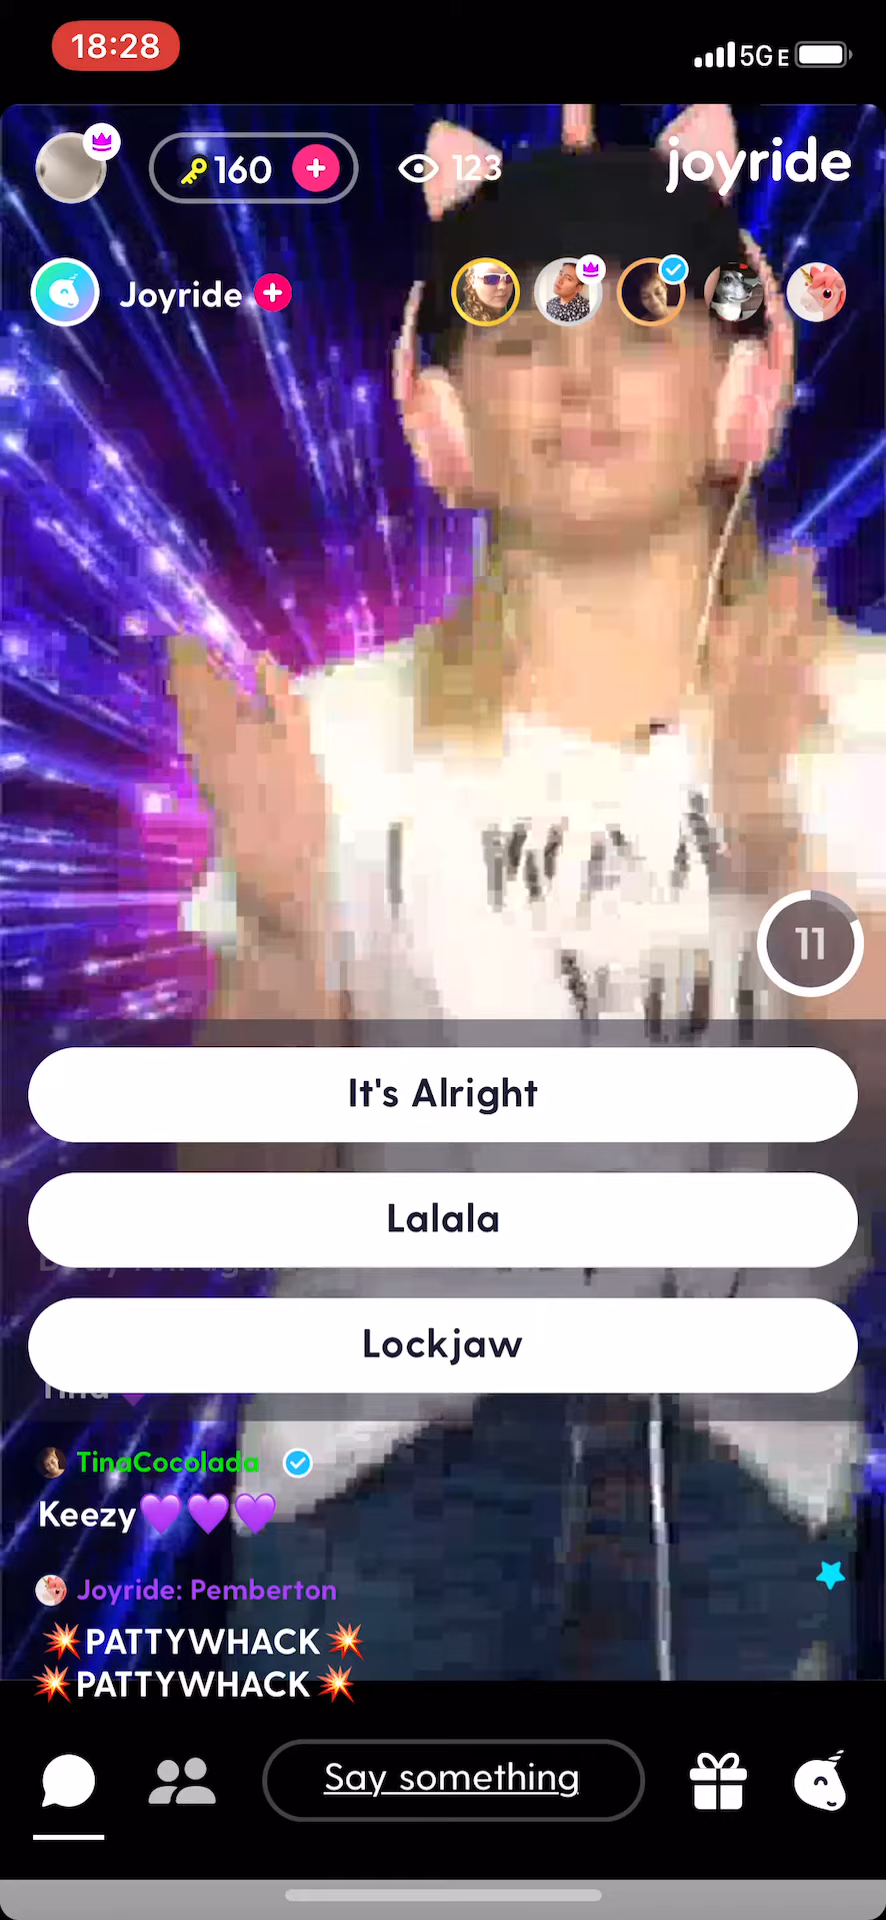 18:28
5GE
160
123
joyride
Joyride
11
It's Alright
Lalala
Lockjaw
TinaCocolada
Keezy💜💜💜
Joyride: Pemberton
💥PATTYWHACK💥
💥PATTYWHACK💥
Say something